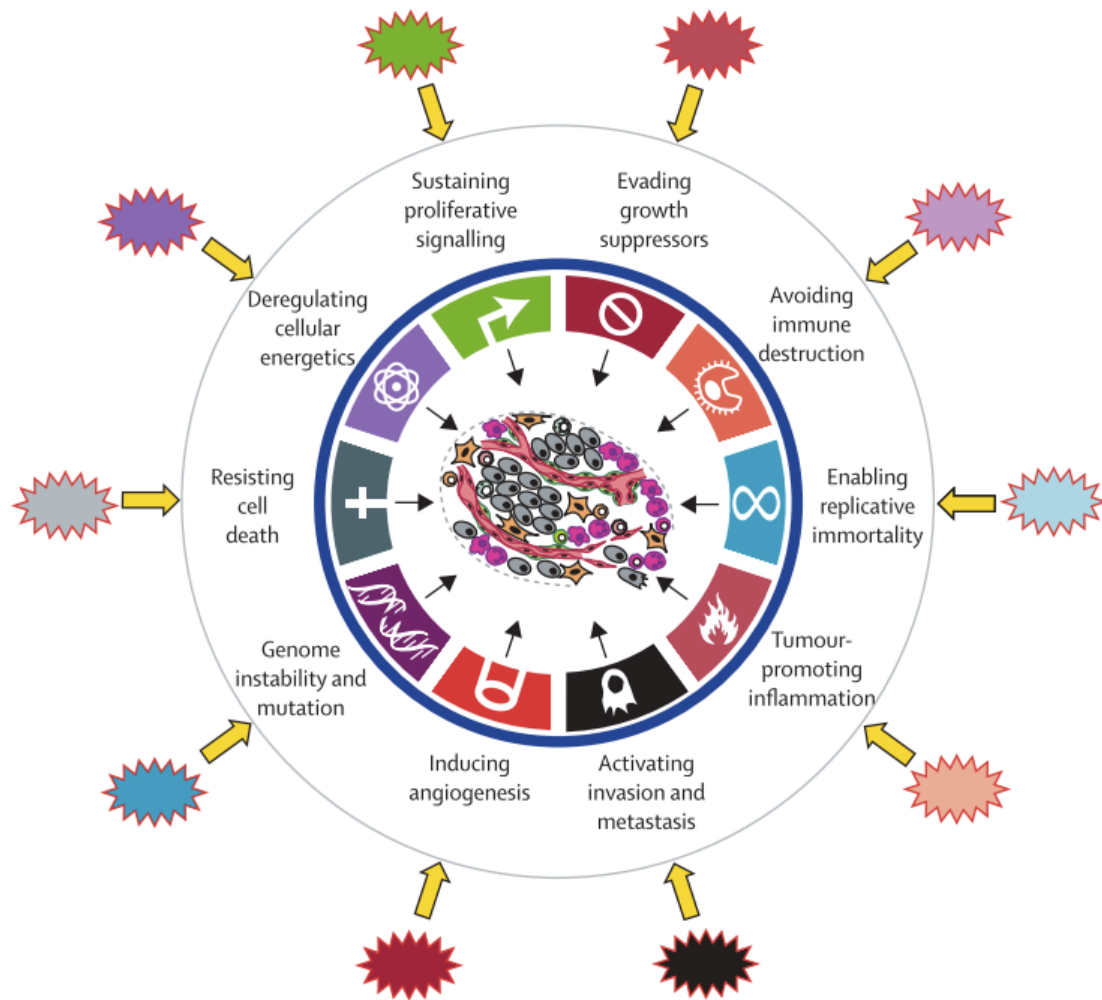 Sustaining
proliferative
signalling
Evading
growth
suppressors
Deregulating
cellular
energetics
Avoiding
immune
destruction
Resisting
cell
death
Enabling
replicative
immortality
Genome
instability and
mutation
Tumour-
promoting
inflammation
Inducing
angiogenesis
Activating
invasion and
metastasis